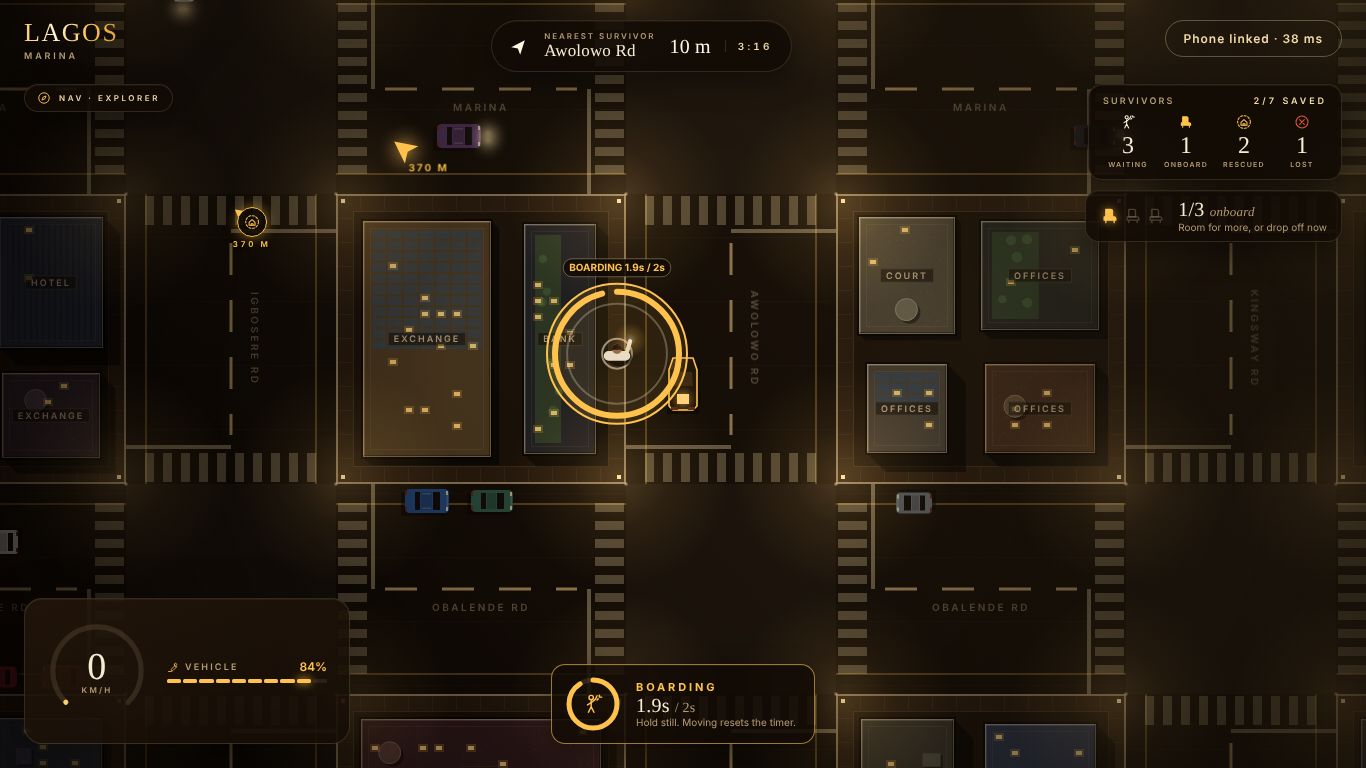 LAGOS
MARINA
NAV · EXPLORER
NEAREST SURVIVOR
Awolowo Rd
10 m
3:16
Phone linked · 38 ms
SURVIVORS
2/7 SAVED
3
WAITING
1
ONBOARD
2
RESCUED
1
LOST
1/3 onboard
Room for more, or drop off now
MARINA
MARINA
370 M
370 M
HOTEL
EXCHANGE
IGBOSERE RD
EXCHANGE
BANK
BOARDING 1.9s / 2s
AWOLOWO RD
COURT
OFFICES
OFFICES
OFFICES
KINGSWAY RD
OBALENDE RD
OBALENDE RD
E RD
0
KM/H
VEHICLE
84%
BOARDING
1.9s / 2s
Hold still. Moving resets the timer.